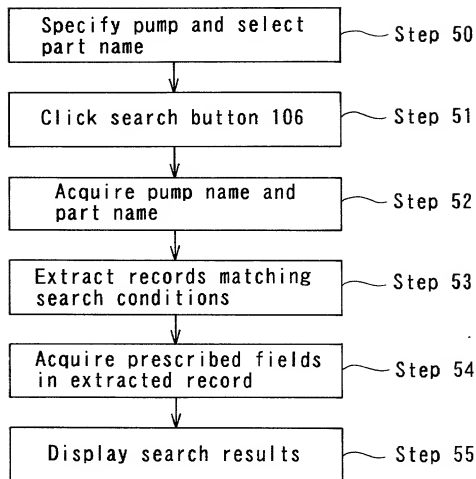 Specify pump and select
part name
Step 50
Click search button 106
Step 51
Acquire pump name and
part name
Step 52
Extract records matching
search conditions
Step 53
Acquire prescribed fields
in extracted record
Step 54
Display search results
Step 55